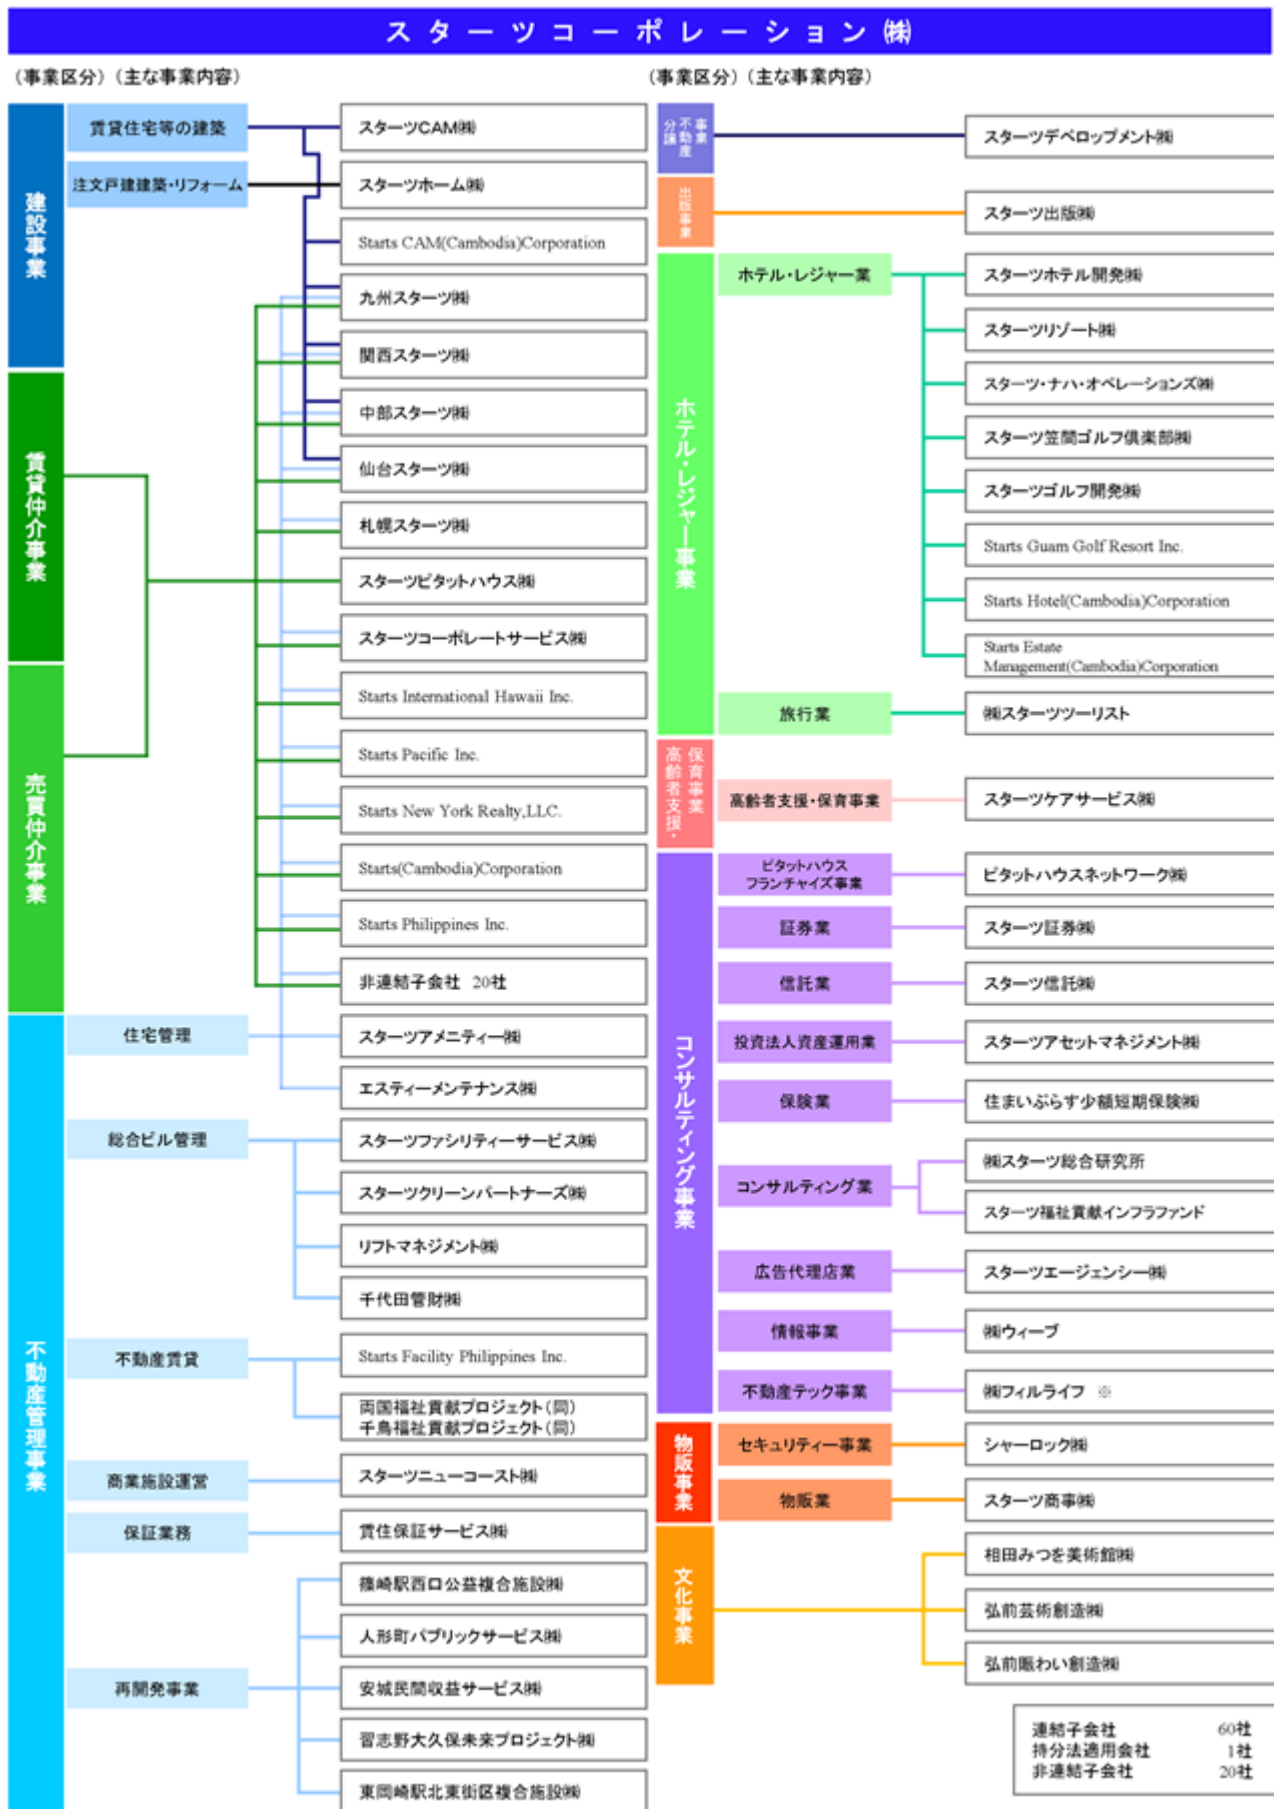 スターツコーポレーション㈱
（事業区分）（主な事業内容）
建設事業
賃貸住宅等の建築
注文戸建建築・リフォーム
スターツCAM㈱
スターツホーム㈱
Starts CAM(Cambodia)Corporation
九州スターツ㈱
関西スターツ㈱
中部スターツ㈱
仙台スターツ㈱
札幌スターツ㈱
賃貸仲介事業
スターツピタットハウス㈱
スターツコーポレートサービス㈱
Starts International Hawaii Inc.
Starts Pacific Inc.
Starts New York Realty,LLC.
Starts(Cambodia)Corporation
Starts Philippines Inc.
非連結子会社 20社
売買仲介事業
不動産管理事業
住宅管理
スターツアメニティー㈱
エスティーメンテナンス㈱
総合ビル管理
スターツファシリティーサービス㈱
スターツクリーンパートナーズ㈱
リフトマネジメント㈱
千代田管財㈱
不動産賃貸
Starts Facility Philippines Inc.
両国福祉貢献プロジェクト（同）
千鳥福祉貢献プロジェクト（同）
商業施設運営
スターツニューコースト㈱
保証業務
賃住保証サービス㈱
再開発事業
篠崎駅西口公益複合施設㈱
人形町パブリックサービス㈱
安城民間収益サービス㈱
習志野大久保未来プロジェクト㈱
東岡崎駅北東街区複合施設㈱
（事業区分）（主な事業内容）
分譲
不動産
事業
スターツデベロップメント㈱
出版事業
スターツ出版㈱
ホテル・レジャー事業
ホテル・レジャー業
スターツホテル開発㈱
スターツリゾート㈱
スターツ・ナハ・オペレーションズ㈱
スターツ笠間ゴルフ倶楽部㈱
スターツゴルフ開発㈱
Starts Guam Golf Resort Inc.
Starts Hotel(Cambodia)Corporation
Starts Estate
Management(Cambodia)Corporation
旅行業
㈱スターツツーリスト
高齢者支援・
保育事業
高齢者支援・保育事業
スターツケアサービス㈱
コンサルティング事業
ピタットハウス
フランチャイズ事業
ピタットハウスネットワーク㈱
証券業
スターツ証券㈱
信託業
スターツ信託㈱
投資法人資産運用業
スターツアセットマネジメント㈱
保険業
住まいぷらす少額短期保険㈱
コンサルティング業
㈱スターツ総合研究所
スターツ福祉貢献インフラファンド
広告代理店業
スターツエージェンシー㈱
情報事業
㈱ウィーブ
不動産テック事業
㈱フィルライフ ※
物販事業
セキュリティー事業
シャーロック㈱
物販業
スターツ商事㈱
文化事業
相田みつを美術館㈱
弘前芸術創造㈱
弘前賑わい創造㈱
連結子会社 60社
持分法適用会社 1社
非連結子会社 20社